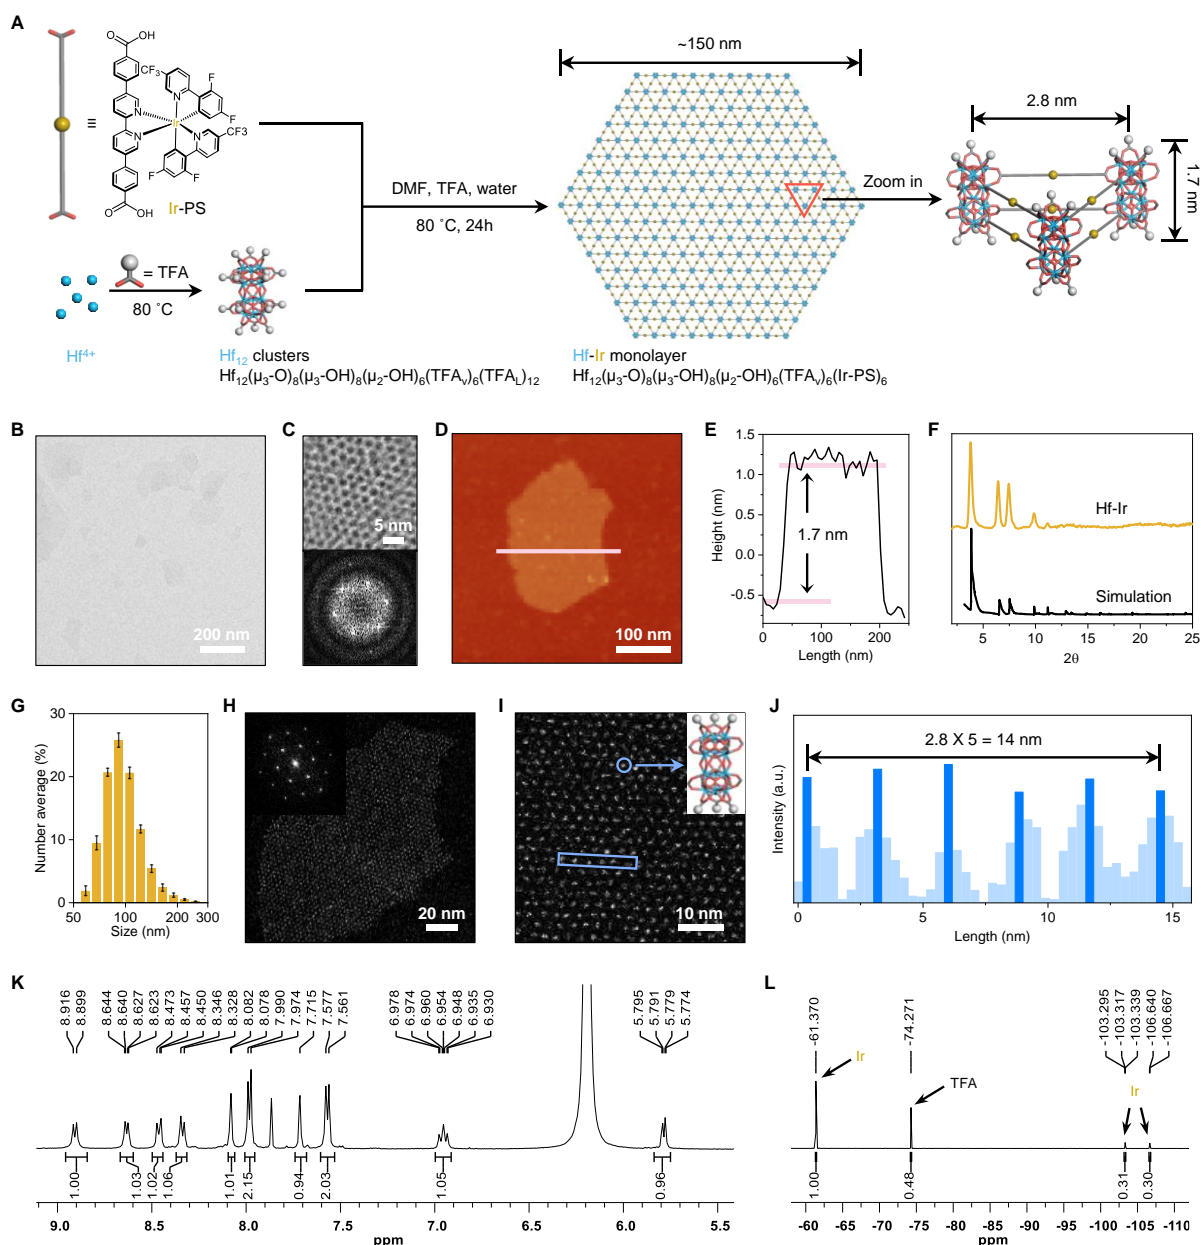 A
O
OH
CF3
F
N
F
N
Ir
N
N
CF3
F
F
O
OH
≡
Ir-PS
= TFA
80 ˚C
Hf4+
Hf12 clusters
Hf12(μ3-O)8(μ3-OH)8(μ2-OH)6(TFAv)6(TFAL)12
DMF, TFA, water
80 ˚C, 24h
~150 nm
Hf-Ir monolayer
Hf12(μ3-O)8(μ3-OH)8(μ2-OH)6(TFAv)6(Ir-PS)6
Zoom in
2.8 nm
1.7 nm
B
200 nm
C
5 nm
D
100 nm
E
Height (nm)
1.5
1.0
0.0
-0.5
1.7 nm
0 100 200
Length (nm)
F
Hf-Ir
Simulation
5 10 15 20 25
2θ
G
Number average (%)
30
20
10
0
50 100 200 300
Size (nm)
H
20 nm
I
10 nm
J
2.8 X 5 = 14 nm
Intensity (a.u.)
0 5 10 15
Length (nm)
K
8.916
8.899
8.644
8.640
8.627
8.623
8.473
8.457
8.450
8.346
8.328
8.082
8.078
7.990
7.974
7.715
7.577
7.561
6.978
6.974
6.960
6.954
6.948
6.935
6.930
5.795
5.791
5.779
5.774
1.00
1.03
1.02
1.06
1.01
2.15
0.94
2.03
1.05
0.96
9.0 8.5 8.0 7.5 7.0 6.5 6.0 5.5
ppm
L
-61.370
-74.271
-103.295
-103.317
-103.339
-106.640
-106.667
Ir
TFA
Ir
1.00
0.48
0.31
0.30
-60 -65 -70 -75 -80 -85 -90 -95 -100 -105 -110
ppm